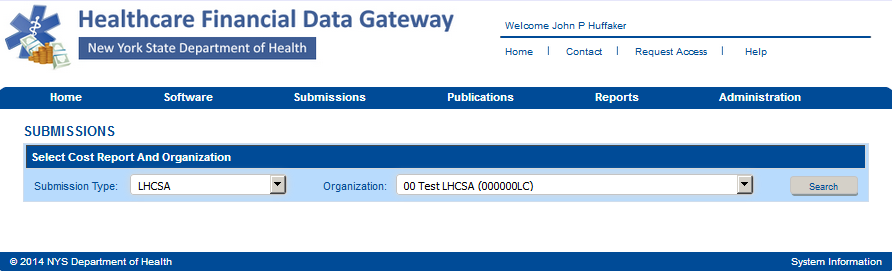 Healthcare Financial Data Gateway
New York State Department of Health
Welcome John P Huffaker
Home | Contact | Request Access | Help
Home Software Submissions Publications Reports Administration
SUBMISSIONS
Select Cost Report And Organization
Submission Type: LHCSA Organization: 00 Test LHCSA (000000LC) Search
© 2014 NYS Department of Health System Information